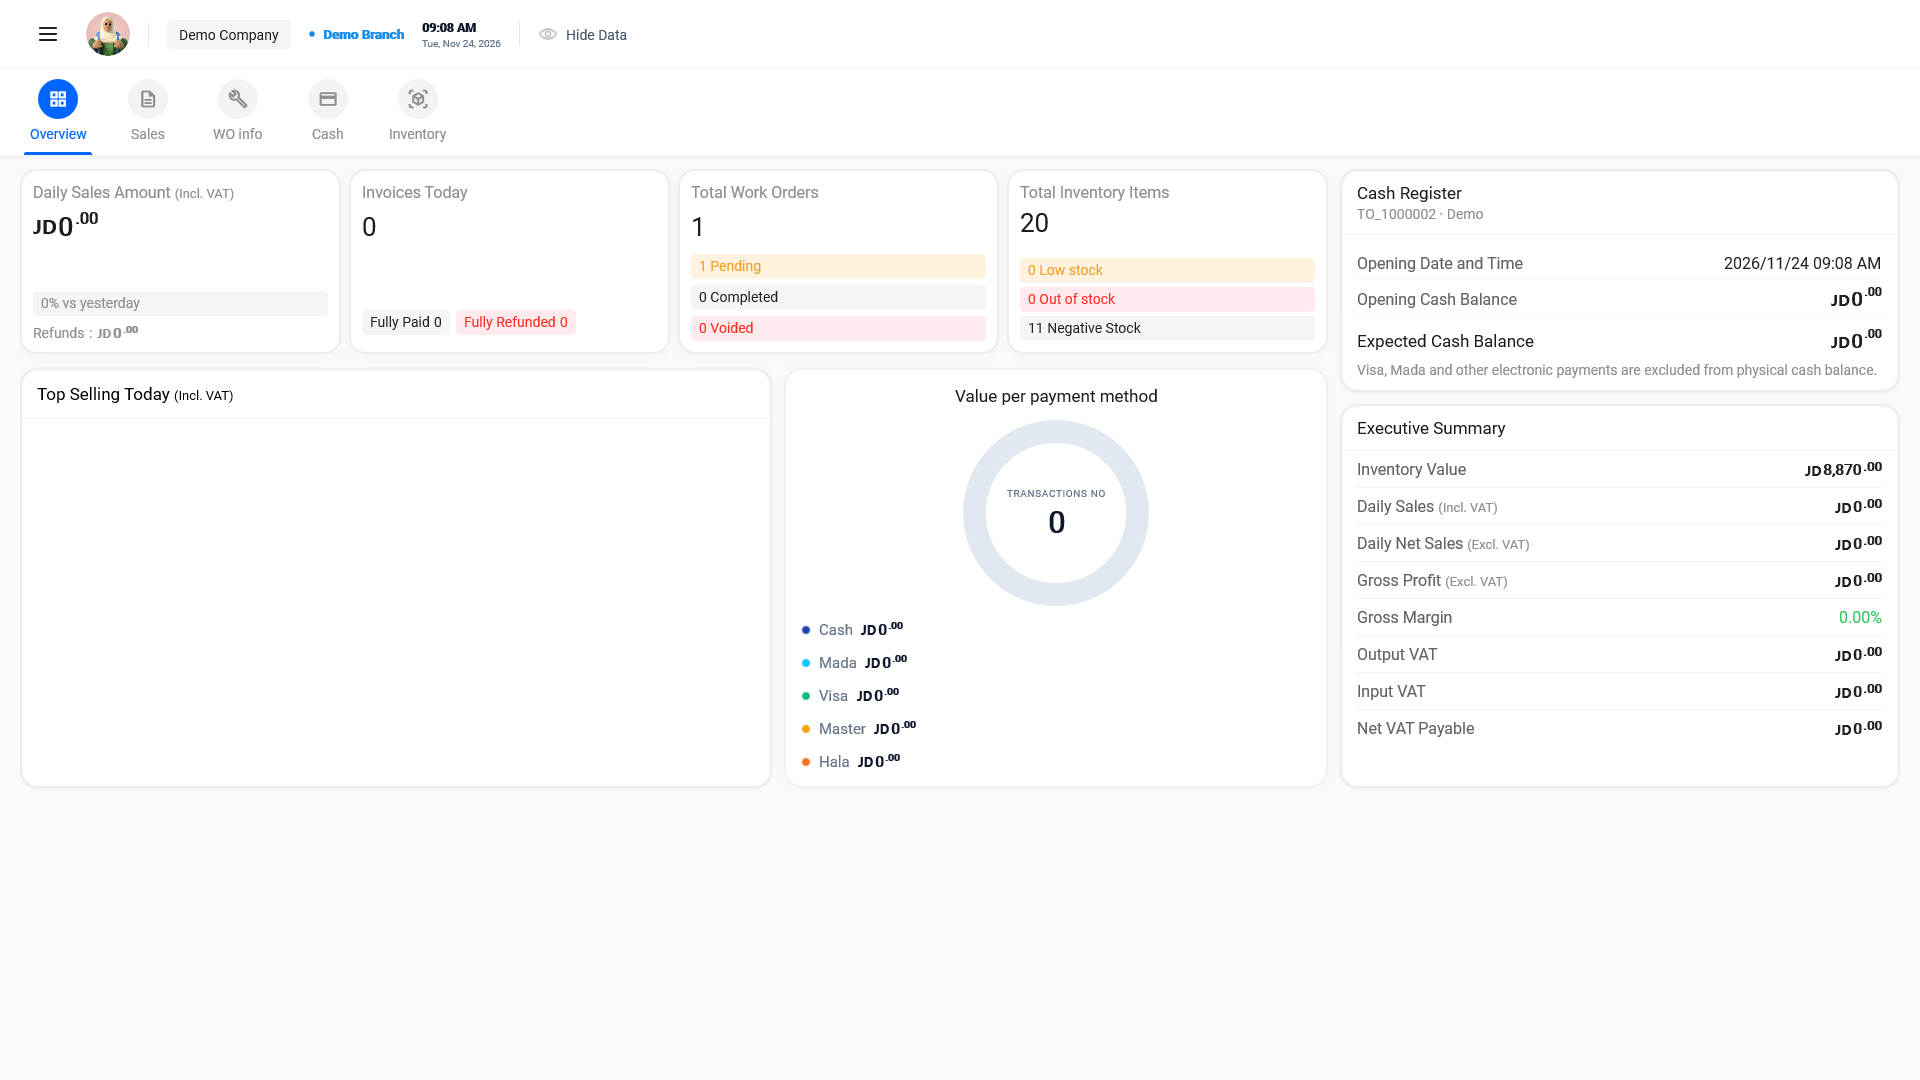 Demo Company
Demo Branch
09:08 AM
Tue, Nov 24, 2026
Hide Data
Overview
Sales
WO info
Cash
Inventory
Daily Sales Amount (Incl. VAT)
JD0.00
0% vs yesterday
Refunds : JD0.00
Invoices Today
0
Fully Paid 0
Fully Refunded 0
Total Work Orders
1
1 Pending
0 Completed
0 Voided
Total Inventory Items
20
0 Low stock
0 Out of stock
11 Negative Stock
Cash Register
TO_1000002 · Demo
Opening Date and Time 2026/11/24 09:08 AM
Opening Cash Balance JD0.00
Expected Cash Balance JD0.00
Visa, Mada and other electronic payments are excluded from physical cash balance.
Top Selling Today (Incl. VAT)
Value per payment method
TRANSACTIONS NO
0
Cash JD0.00
Mada JD0.00
Visa JD0.00
Master JD0.00
Hala JD0.00
Executive Summary
Inventory Value JD8,870.00
Daily Sales (Incl. VAT) JD0.00
Daily Net Sales (Excl. VAT) JD0.00
Gross Profit (Excl. VAT) JD0.00
Gross Margin 0.00%
Output VAT JD0.00
Input VAT JD0.00
Net VAT Payable JD0.00